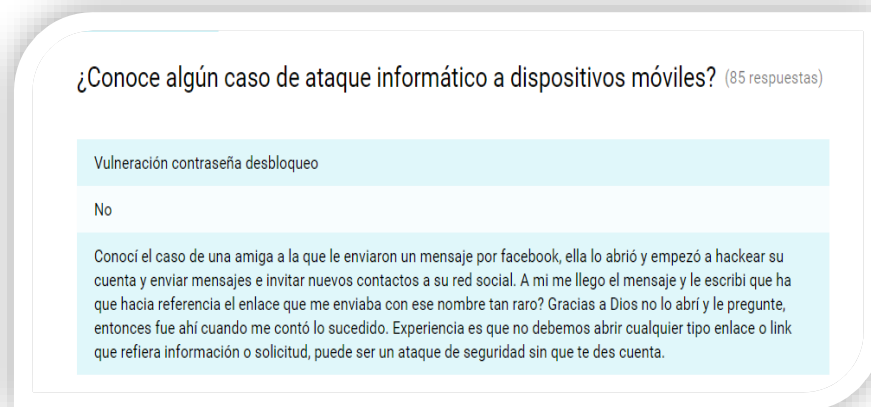 ¿Conoce algún caso de ataque informático a dispositivos móviles? (85 respuestas)
Vulneración contraseña desbloqueo
No
Conocí el caso de una amiga a la que le enviaron un mensaje por facebook, ella lo abrió y empezó a hackear su
cuenta y enviar mensajes e invitar nuevos contactos a su red social. A mi me llego el mensaje y le escribi que ha
que hacia referencia el enlace que me enviaba con ese nombre tan raro? Gracias a Dios no lo abrí y le pregunte,
entonces fue ahí cuando me contó lo sucedido. Experiencia es que no debemos abrir cualquier tipo enlace o link
que refiera información o solicitud, puede ser un ataque de seguridad sin que te des cuenta.